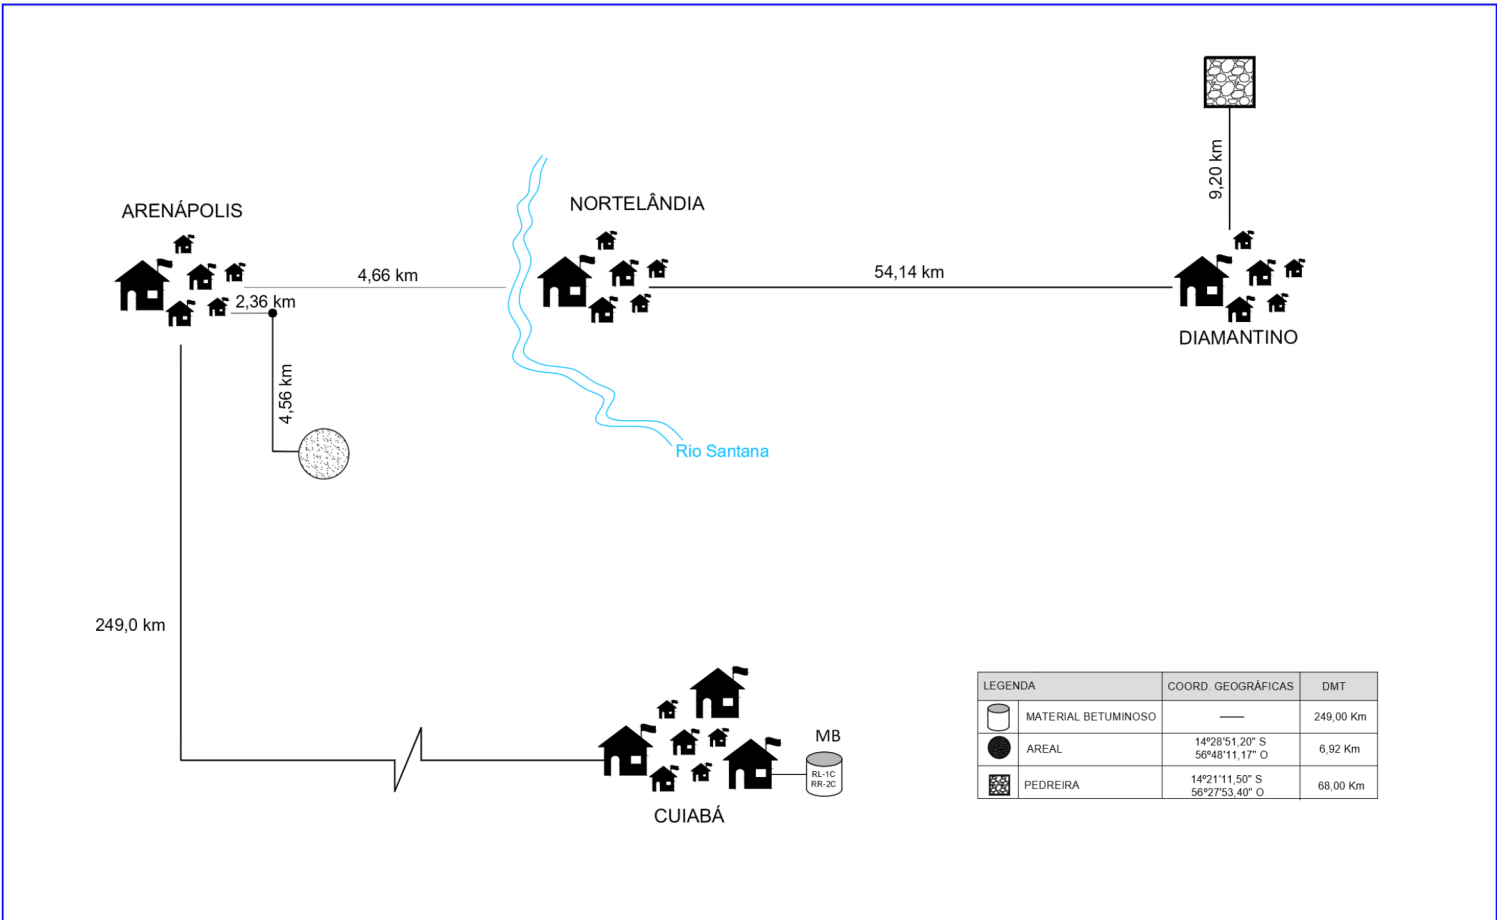 9,20 km
ARENÁPOLIS
NORTELÂNDIA
4,66 km
54,14 km
2,36 km
DIAMANTINO
4,56 km
Rio Santana
249,0 km
MB
RL-1C
RR-2C
CUIABÁ
LEGENDA COORD. GEOGRÁFICAS DMT
MATERIAL BETUMINOSO —— 249,00 Km
AREAL 14º28'51,20" S 56º48'11,17" O 6,92 Km
PEDREIRA 14º21'11,50" S 56º27'53,40" O 68,00 Km